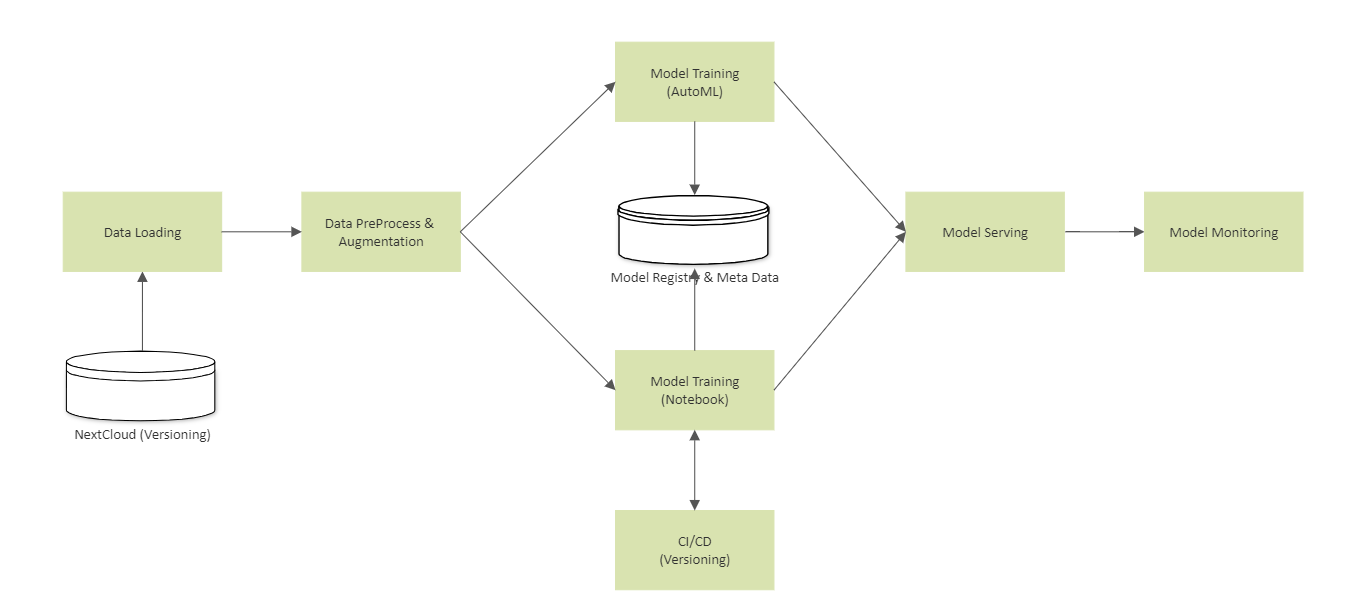 Model Training
(AutoML)
Data Loading
Data PreProcess &
Augmentation
Model Serving
Model Monitoring
Model Registry & Meta Data
Model Training
(Notebook)
NextCloud (Versioning)
CI/CD
(Versioning)